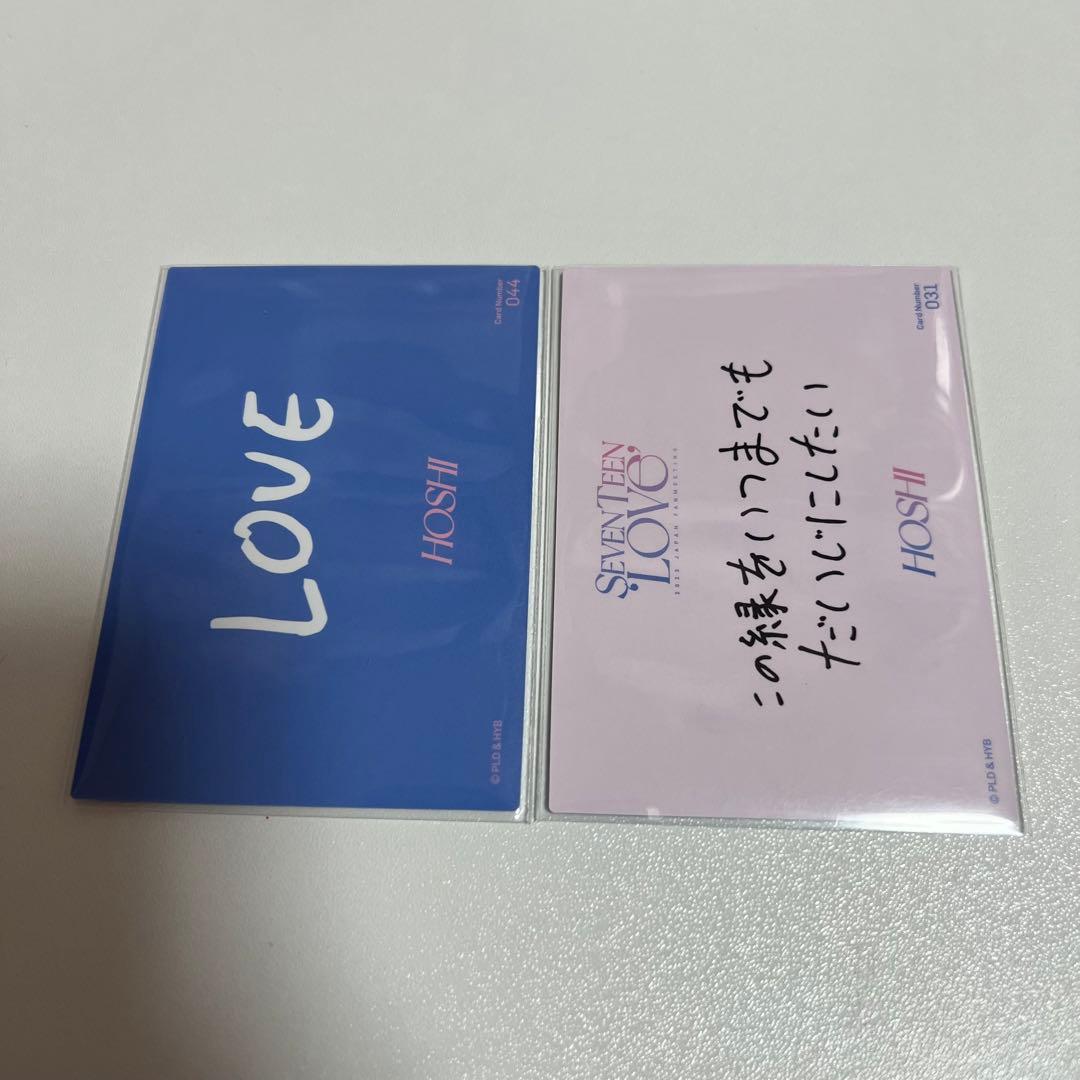 Card Number
044
LOVE
HOSHI
© PLD & HYB
Card Number
031
SEVENTEEN
'LOVE'
2023 JAPAN FANMEETING
この縁をいつまでも
だいじにしたい
HOSHI
© PLD & HYB